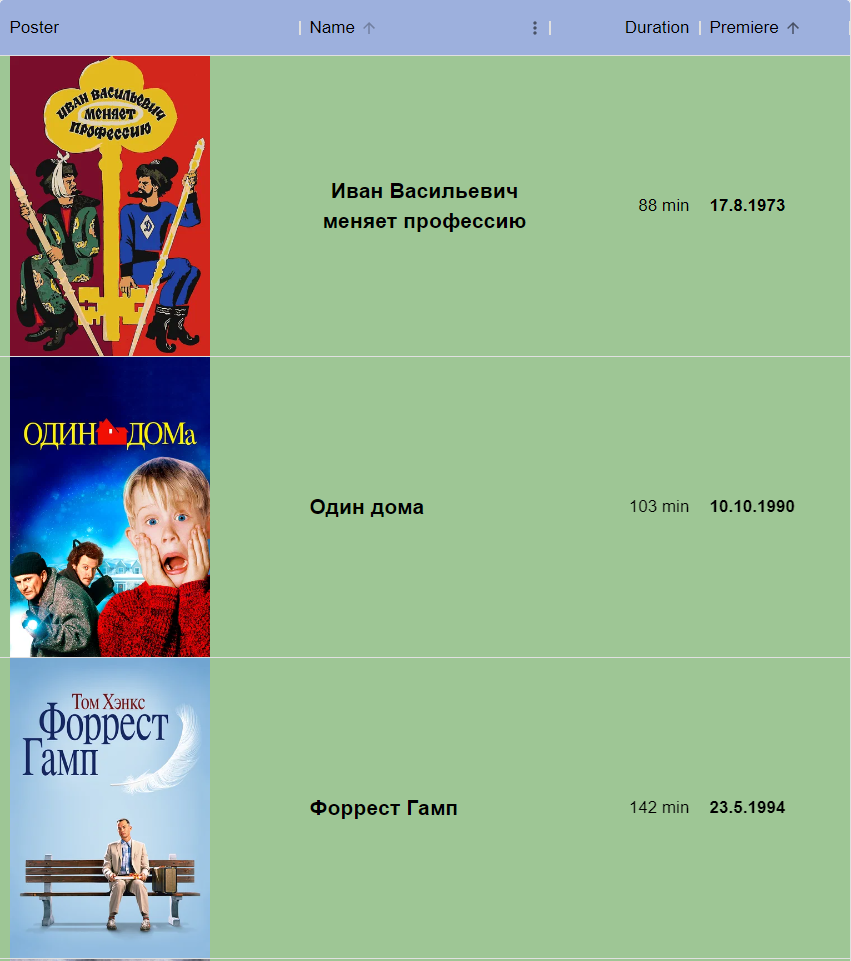 Poster
Name
Duration
Premiere
ИВАН ВАСИЛЬЕВИЧ
МЕНЯЕТ
ПРОФЕССИЮ
Д
Иван Васильевич
меняет профессию
88 min
17.8.1973
ОДИН ДОМа
Один дома
103 min
10.10.1990
Том Хэнкс
Форрест
Гамп
Форрест Гамп
142 min
23.5.1994